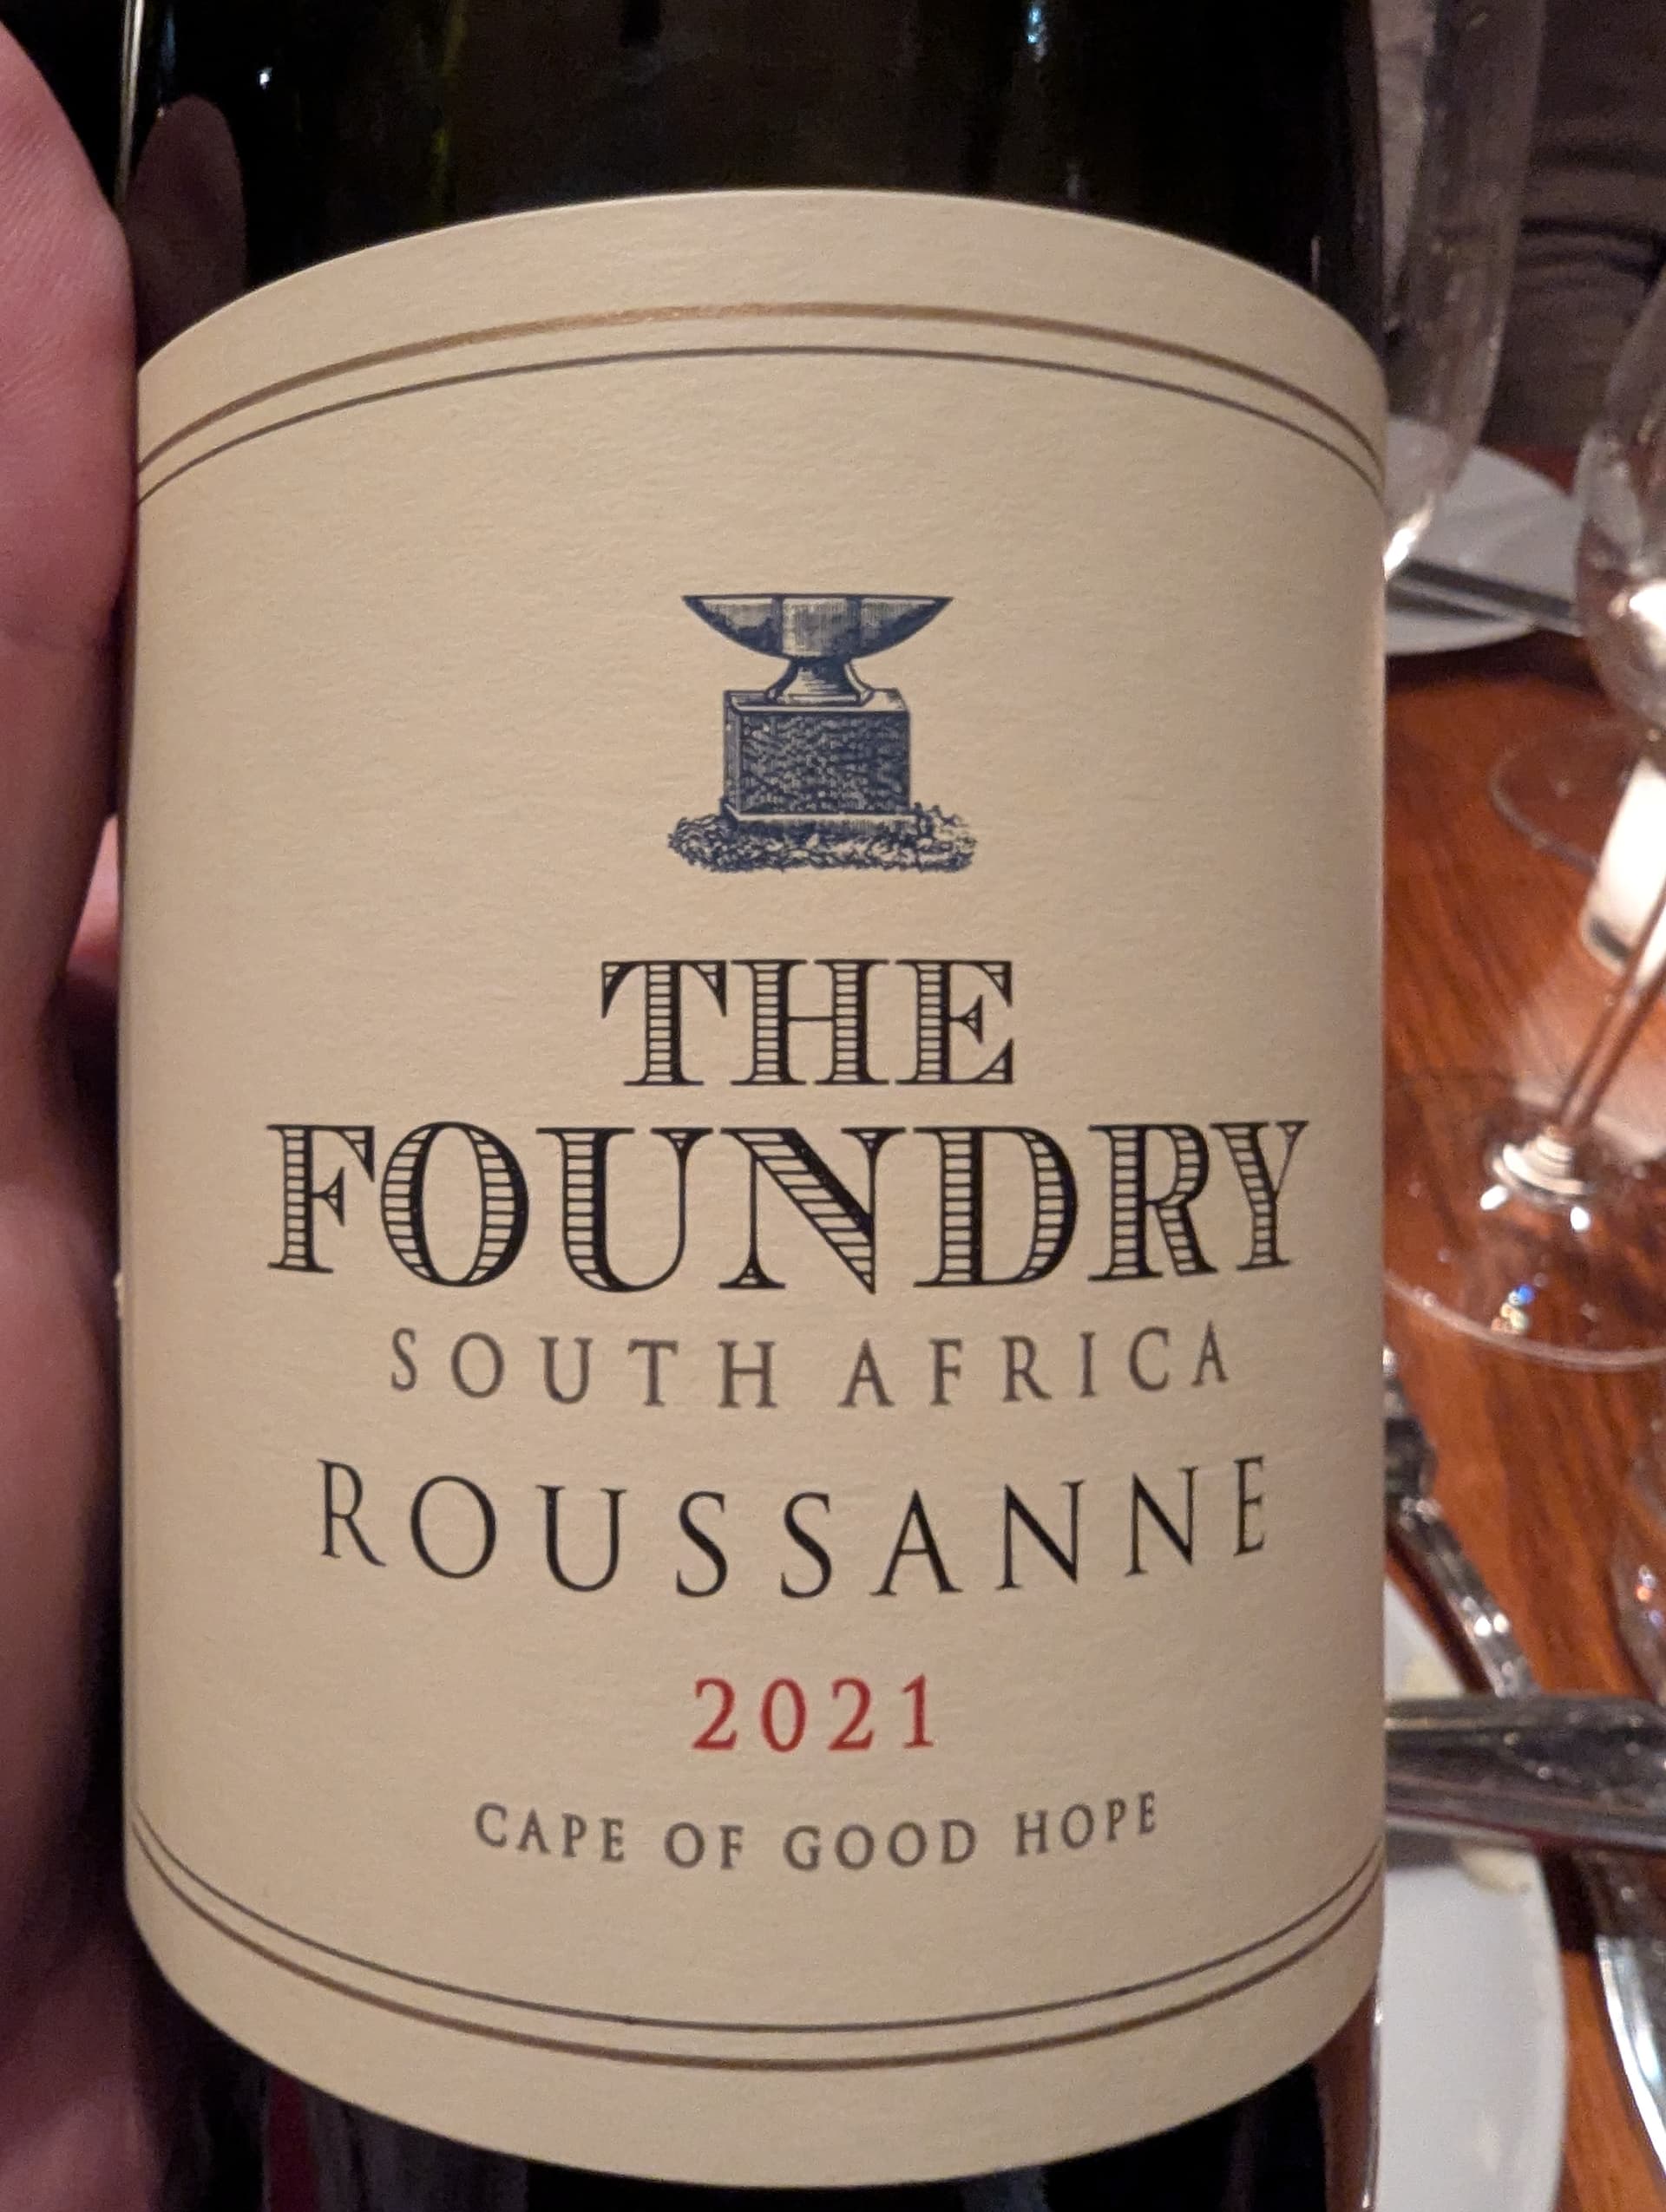 THE
FOUNDRY
SOUTH AFRICA
ROUSSANNE
2021
CAPE OF GOOD HOPE